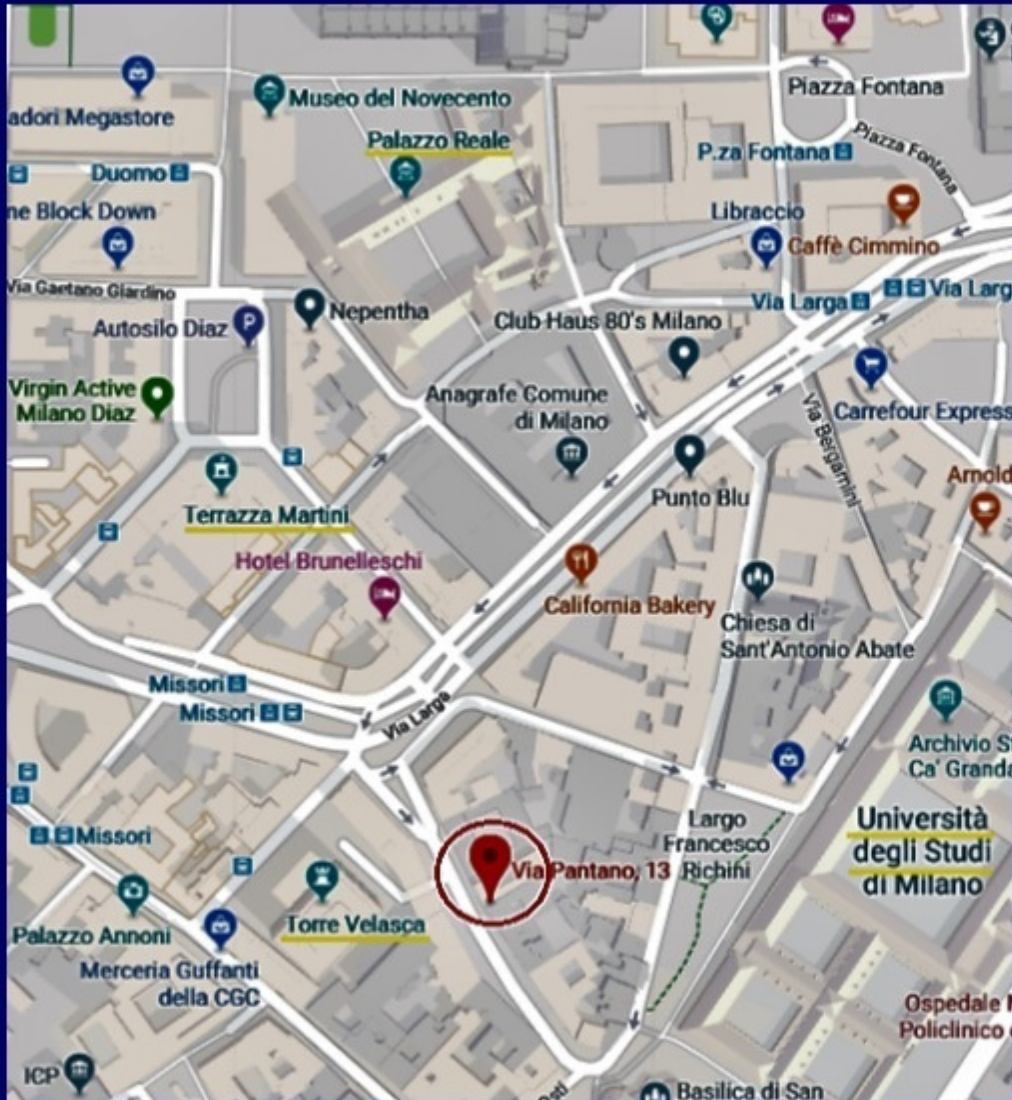 Piazza Fontana
adori Megastore
Museo del Novecento
Palazzo Reale
Piazza Fontana
P.za Fontana
Duomo
ne Block Down
Libraccio
Caffè Cimmino
Via Gaetano Giardino
Via Larga
Via Larg
Autosilo Diaz
P
Nepentha
Club Haus 80's Milano
Virgin Active
Milano Diaz
Anagrafe Comune
di Milano
Carrefour Express
Via Bergamini
Punto Blu
Arnold
Terrazza Martini
Hotel Brunelleschi
California Bakery
Chiesa di
Sant'Antonio Abate
Missori
Missori
Via Larga
Archivio S
Ca' Granda
Missori
Largo
Francesco
Richini
Università
degli Studi
di Milano
Via Pantano, 13
Torre Velasca
Palazzo Annoni
Merceria Guffanti
della CGC
Ospedale M
Policlinico
ICP
Basilica di San